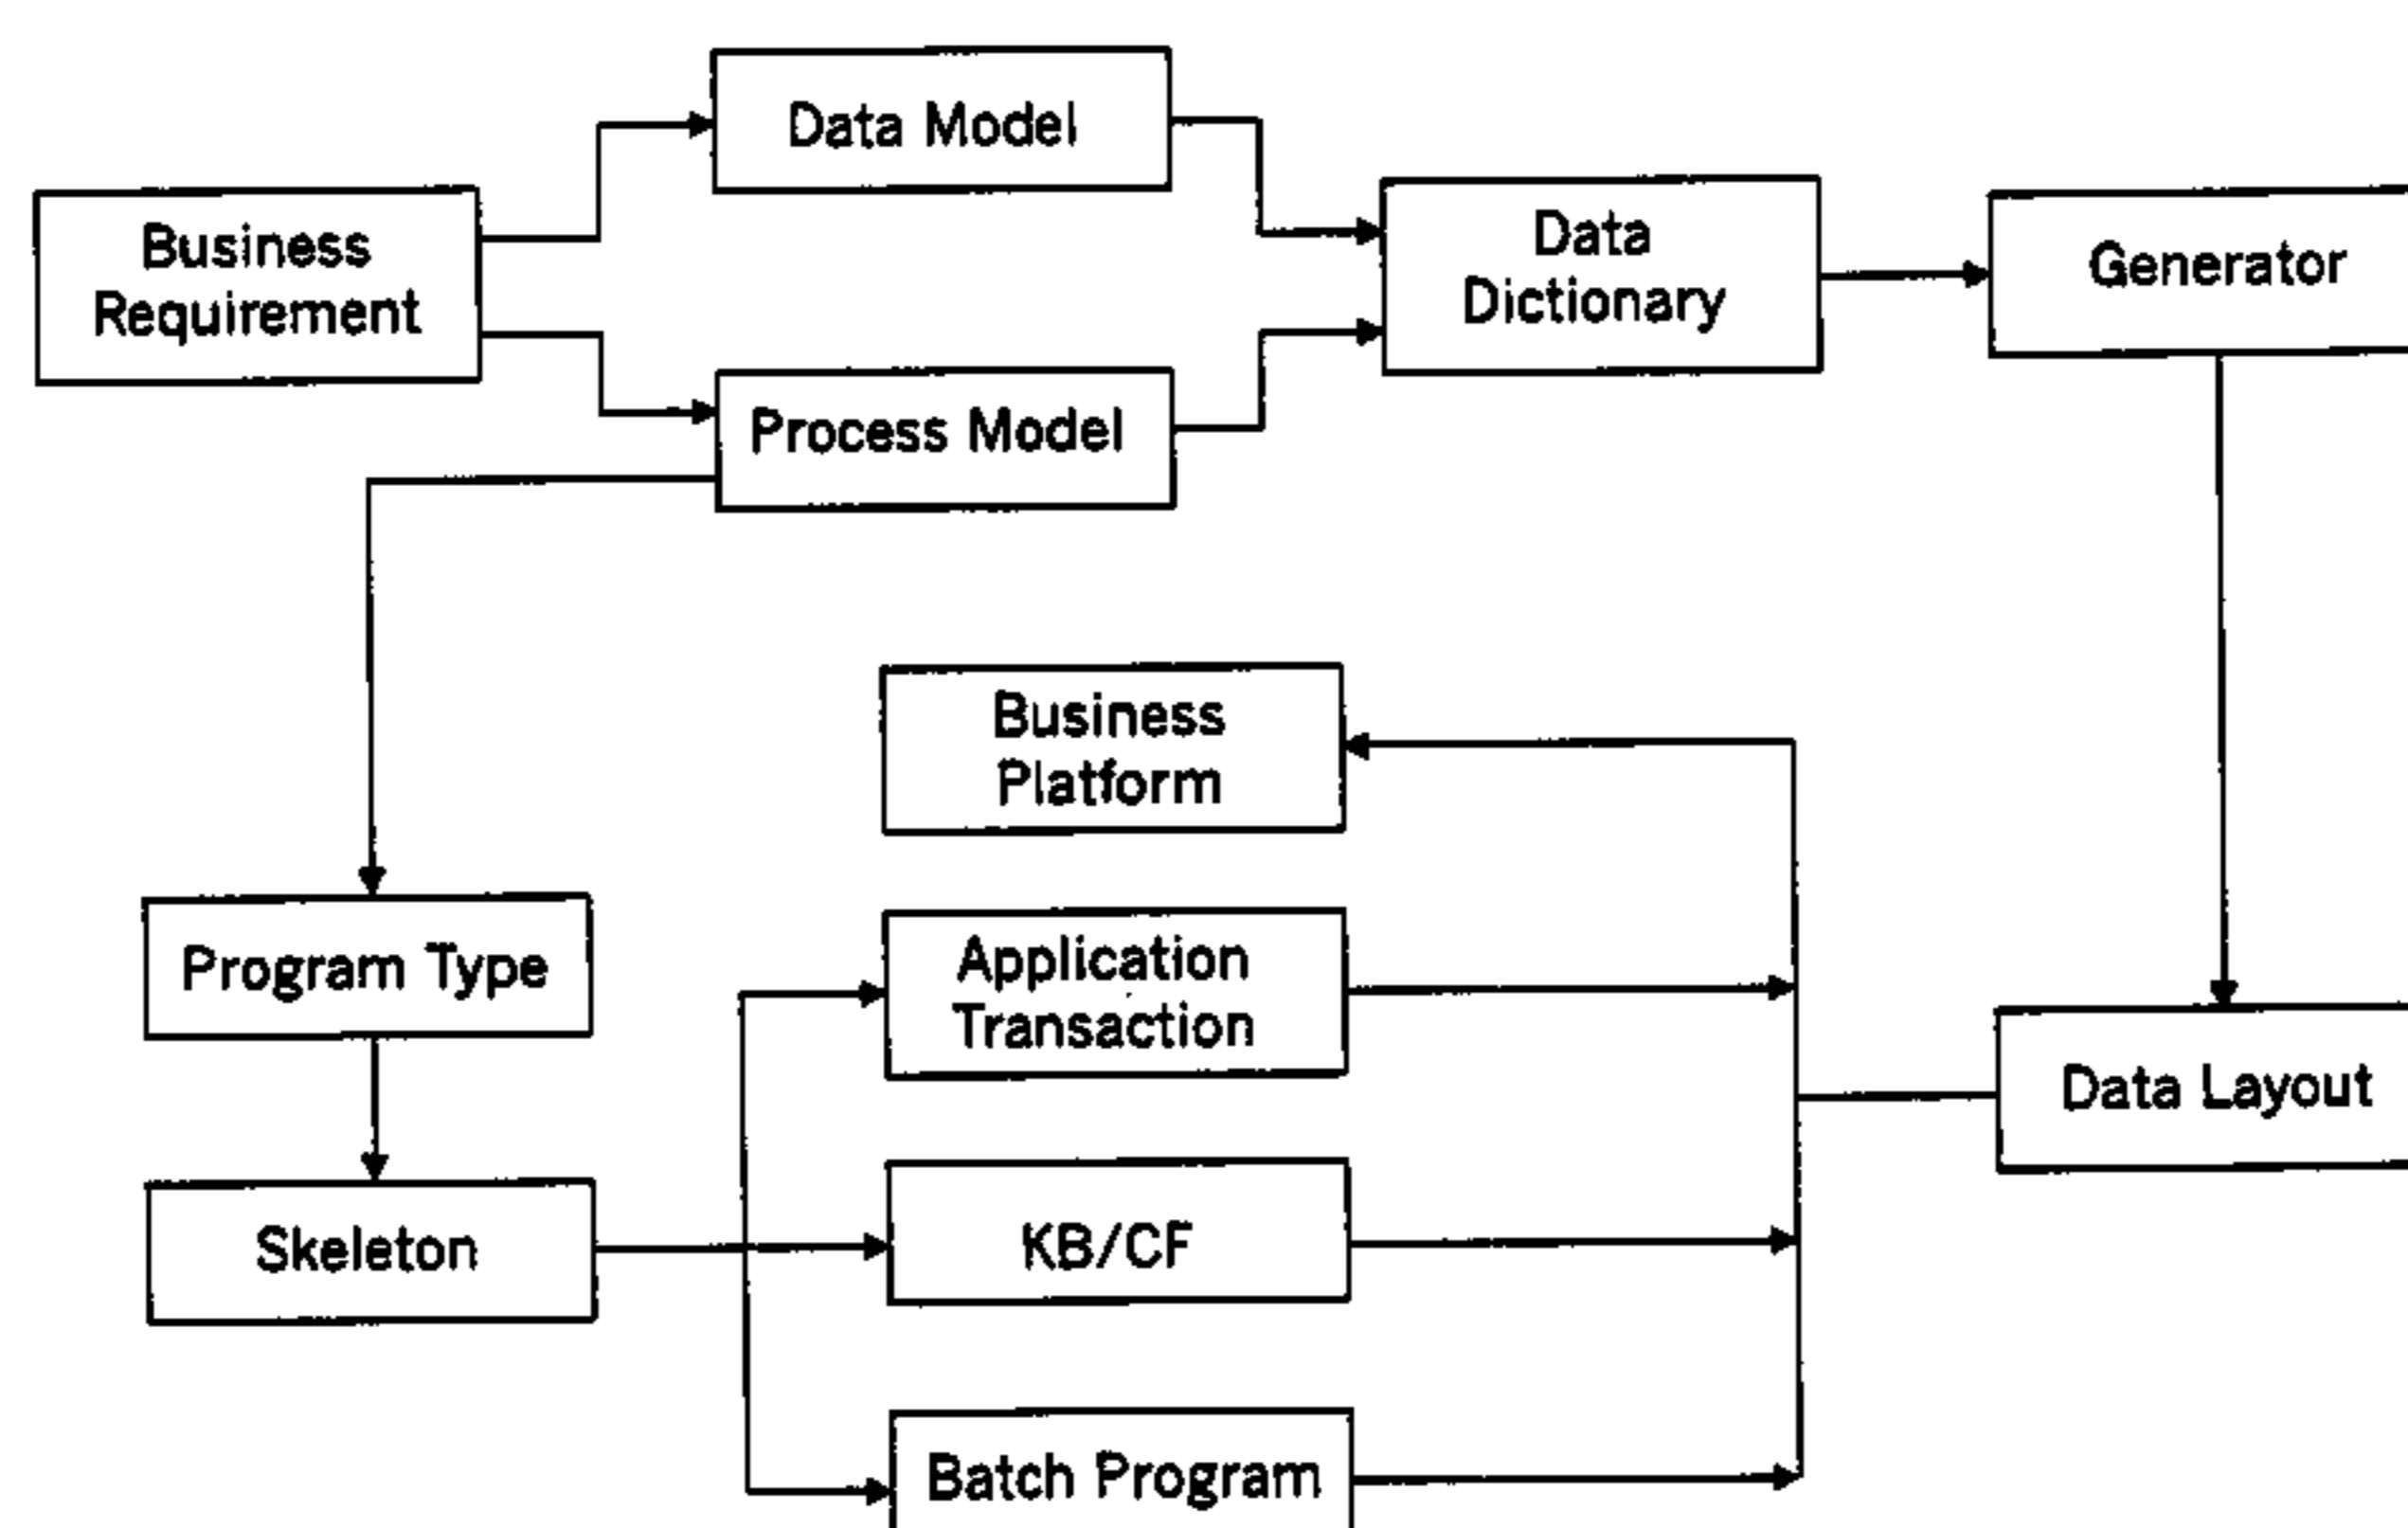 Data Model
Business
Requirement
Data
Dictionary
Generator
Process Model
Business
Platform
Program Type
Application
Transaction
Data Layout
Skeleton
KB/CF
Batch Program